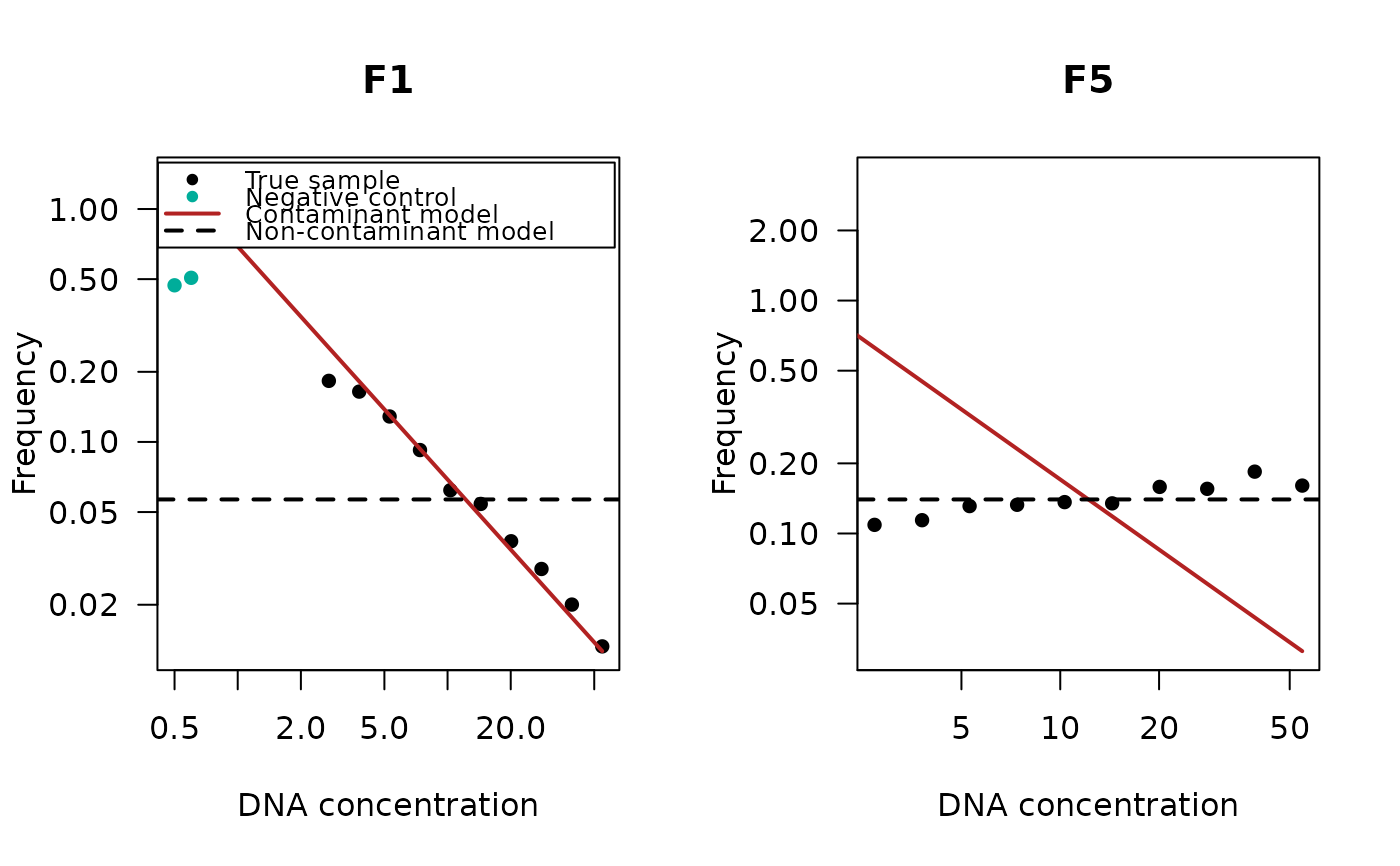 F1
True sample
Negative control
Contaminant model
Non-contaminant model
1.00
0.50
0.20
0.10
0.05
0.02
Frequency
0.5 2.0 5.0 20.0
DNA concentration
F5
2.00
1.00
0.50
0.20
0.10
0.05
Frequency
5 10 20 50
DNA concentration